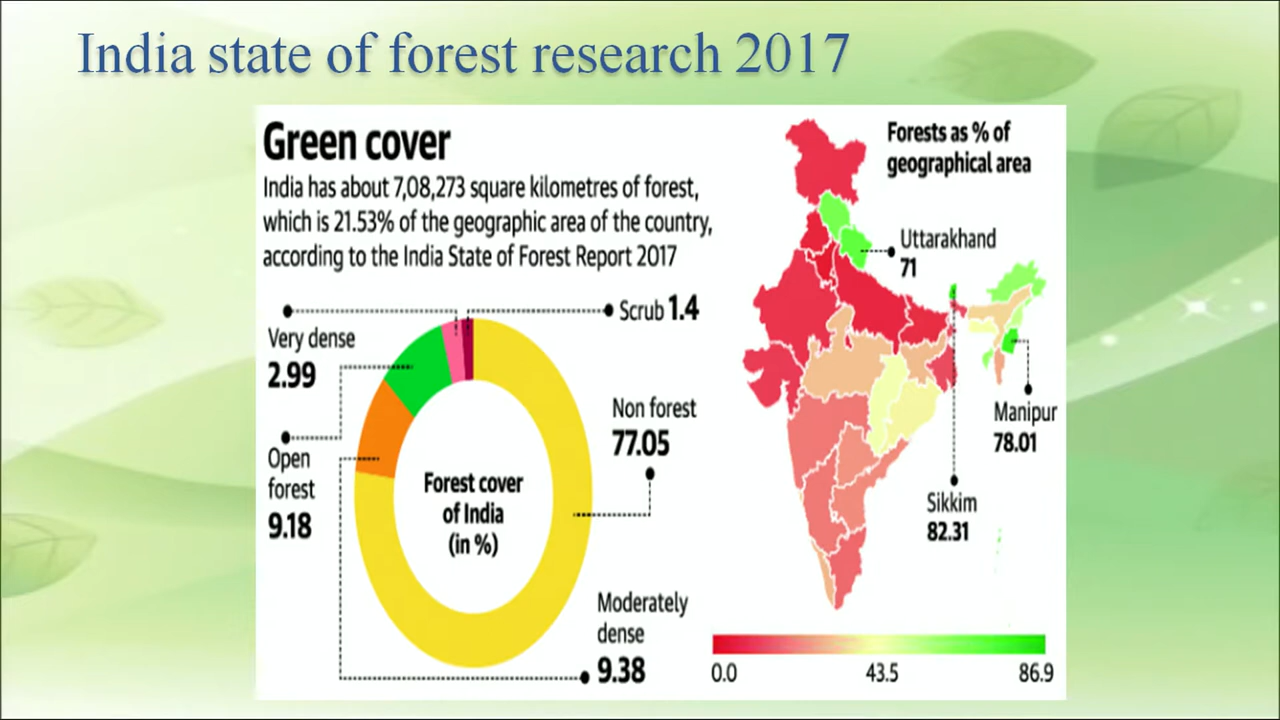 India state of forest research 2017
Green cover
India has about 7,08,273 square kilometres of forest,
which is 21.53% of the geographic area of the country,
according to the India State of Forest Report 2017
Very dense
2.99
Scrub 1.4
Open
forest
9.18
Non forest
77.05
Forest cover
of India
(in %)
Moderately
dense
9.38
Forests as % of
geographical area
Uttarakhand
71
Manipur
78.01
Sikkim
82.31
0.0 43.5 86.9